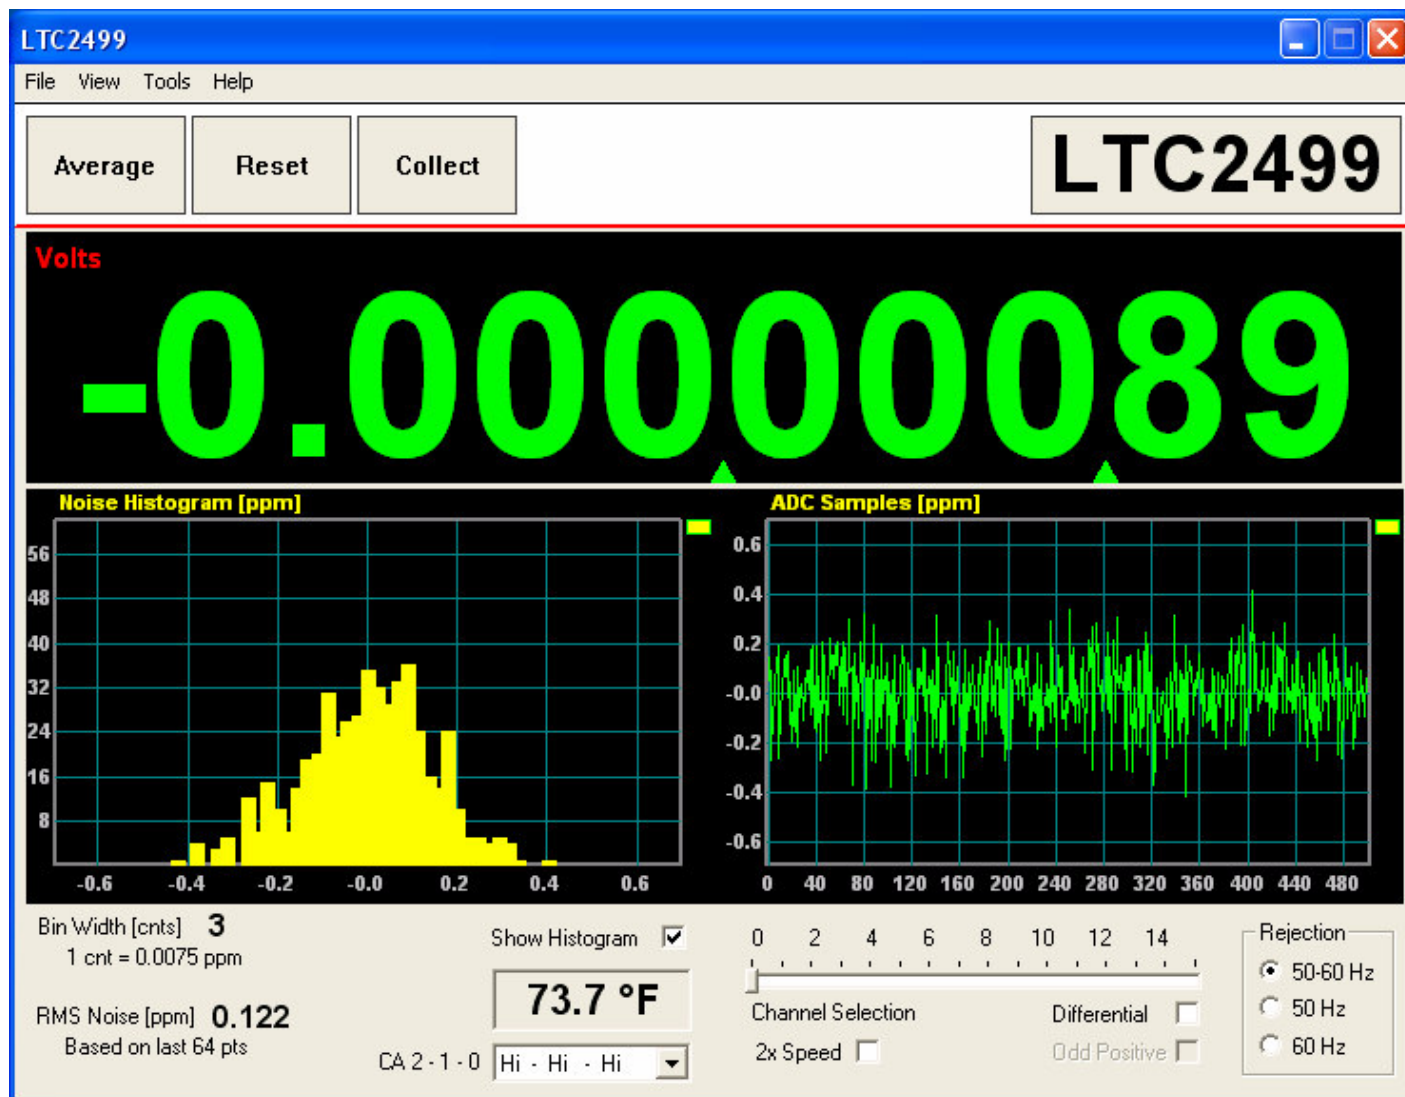 LTC2499
File View Tools Help
Average Reset Collect LTC2499
Volts
-0.00000089
Noise Histogram [ppm]
56
48
40
32
24
16
8
-0.6 -0.4 -0.2 -0.0 0.2 0.4 0.6
ADC Samples [ppm]
0.6
0.4
0.2
-0.0
-0.2
-0.4
-0.6
0 40 80 120 160 200 240 280 320 360 400 440 480
Bin Width [cnts] 3
1 cnt = 0.0075 ppm
RMS Noise [ppm] 0.122
Based on last 64 pts
Show Histogram
73.7 °F
CA 2 - 1 - 0 Hi - Hi - Hi
0 2 4 6 8 10 12 14
Channel Selection
2x Speed
Differential
Odd Positive
Rejection
50-60 Hz
50 Hz
60 Hz